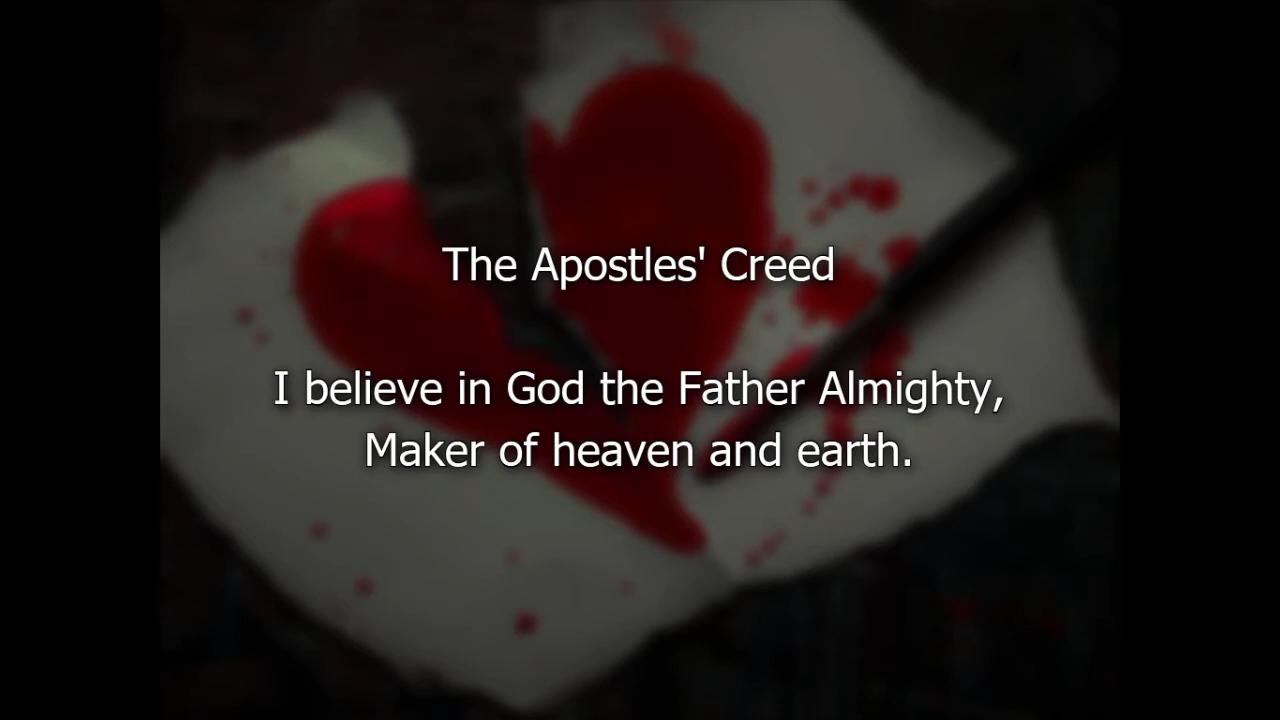 The Apostles' Creed
I believe in God the Father Almighty,
Maker of heaven and earth.